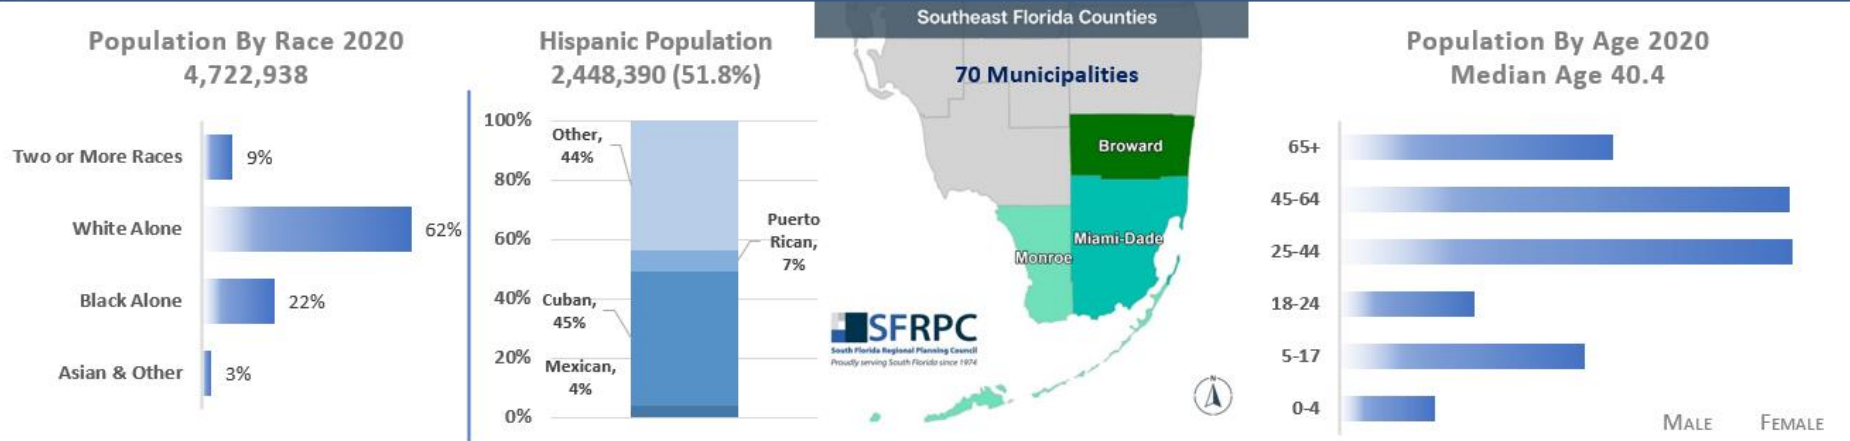 Population By Race 2020
4,722,938
Two or More Races
9%
White Alone
62%
Black Alone
22%
Asian & Other
3%
Hispanic Population
2,448,390 (51.8%)
100%
80%
60%
40%
20%
0%
Other,
44%
Puerto
Rican,
7%
Cuban,
45%
Mexican,
4%
Southeast Florida Counties
70 Municipalities
Broward
Miami-Dade
Monroe
SFRPC
South Florida Regional Planning Council
Proudly serving South Florida since 1974
N
Population By Age 2020
Median Age 40.4
65+
45-64
25-44
18-24
5-17
0-4
MALE FEMALE